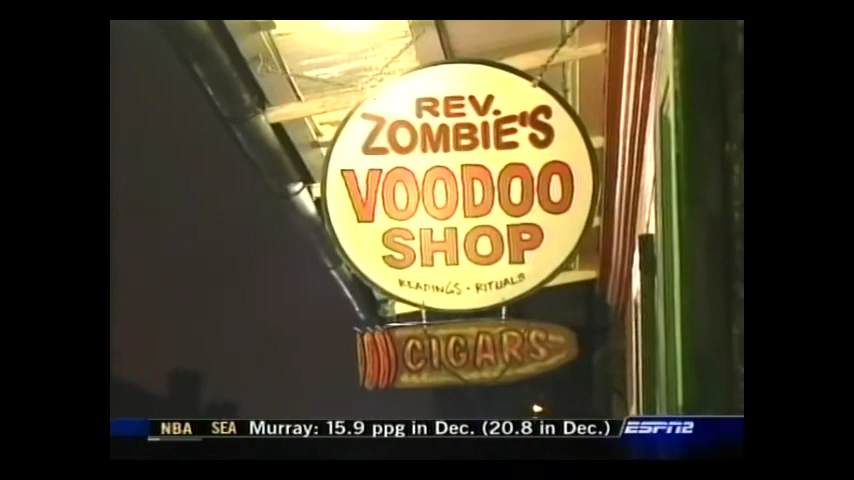 REV.
ZOMBIE'S
VOODOO
SHOP
READINGS • RITUALS
CIGARS
NBA SEA Murray: 15.9 ppg in Dec. (20.8 in Dec.) ESPN2